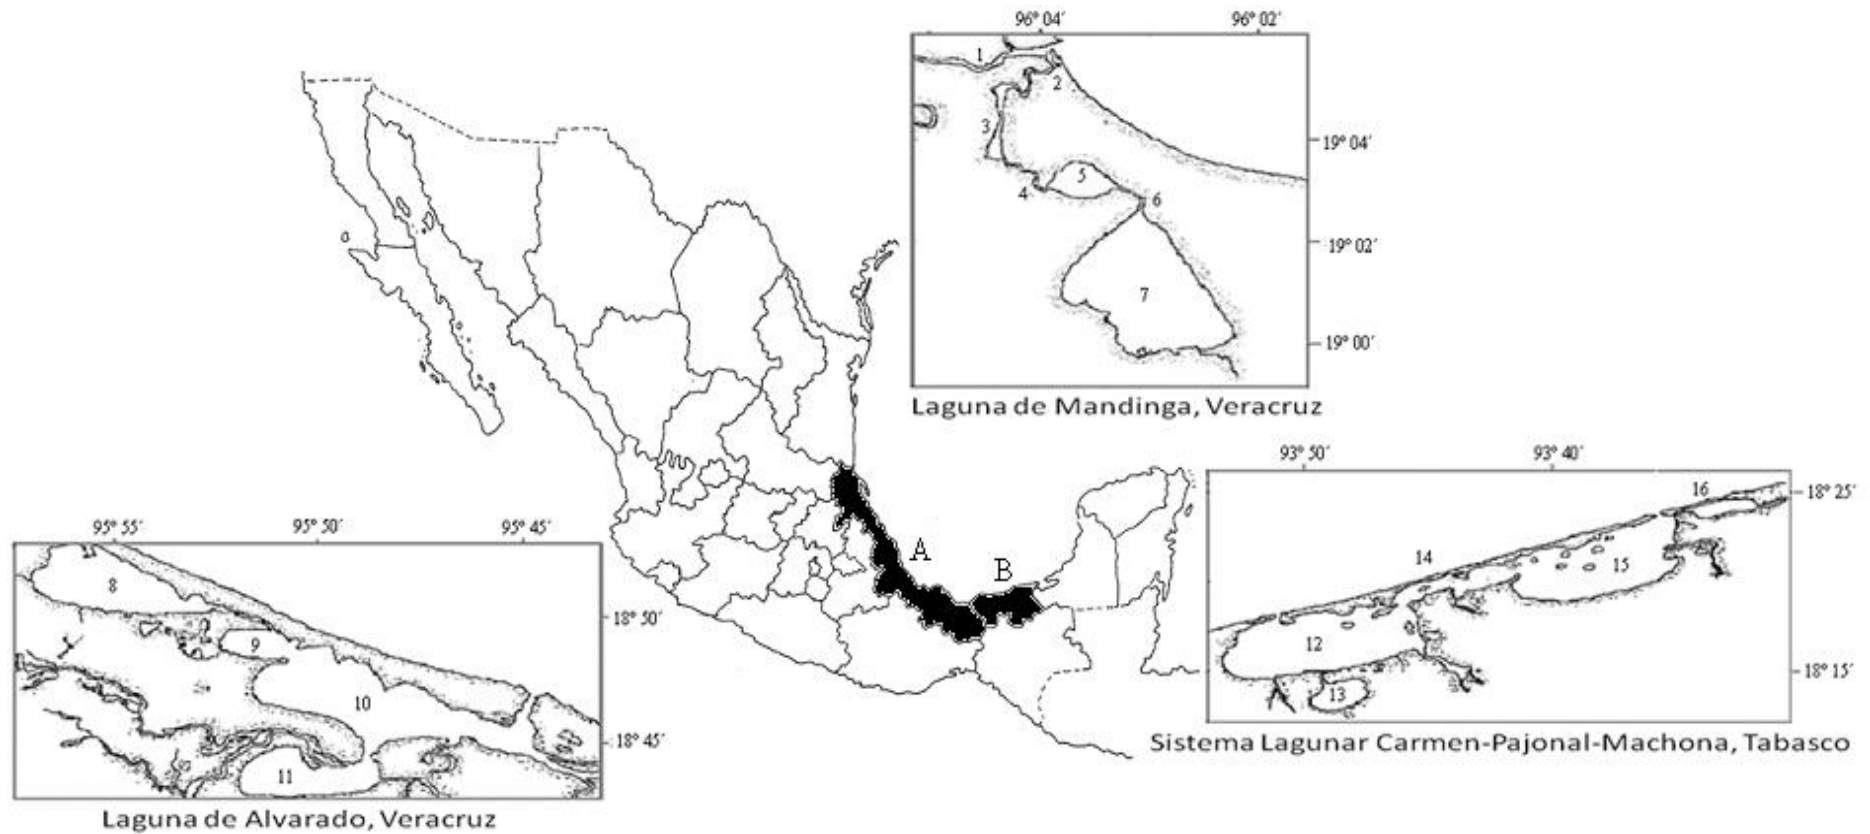 96° 04´ 96° 02´
1
2
3
19° 04´
5
4
6
19° 02´
7
19° 00´
Laguna de Mandinga, Veracruz
93° 50´ 93° 40´
16
18° 25´
14
15
12
13
18° 15´
Sistema Lagunar Carmen-Pajonal-Machona, Tabasco
A
B
95° 55´ 95° 50´ 95° 45´
8
18° 50´
9
10
18° 45´
11
Laguna de Alvarado, Veracruz